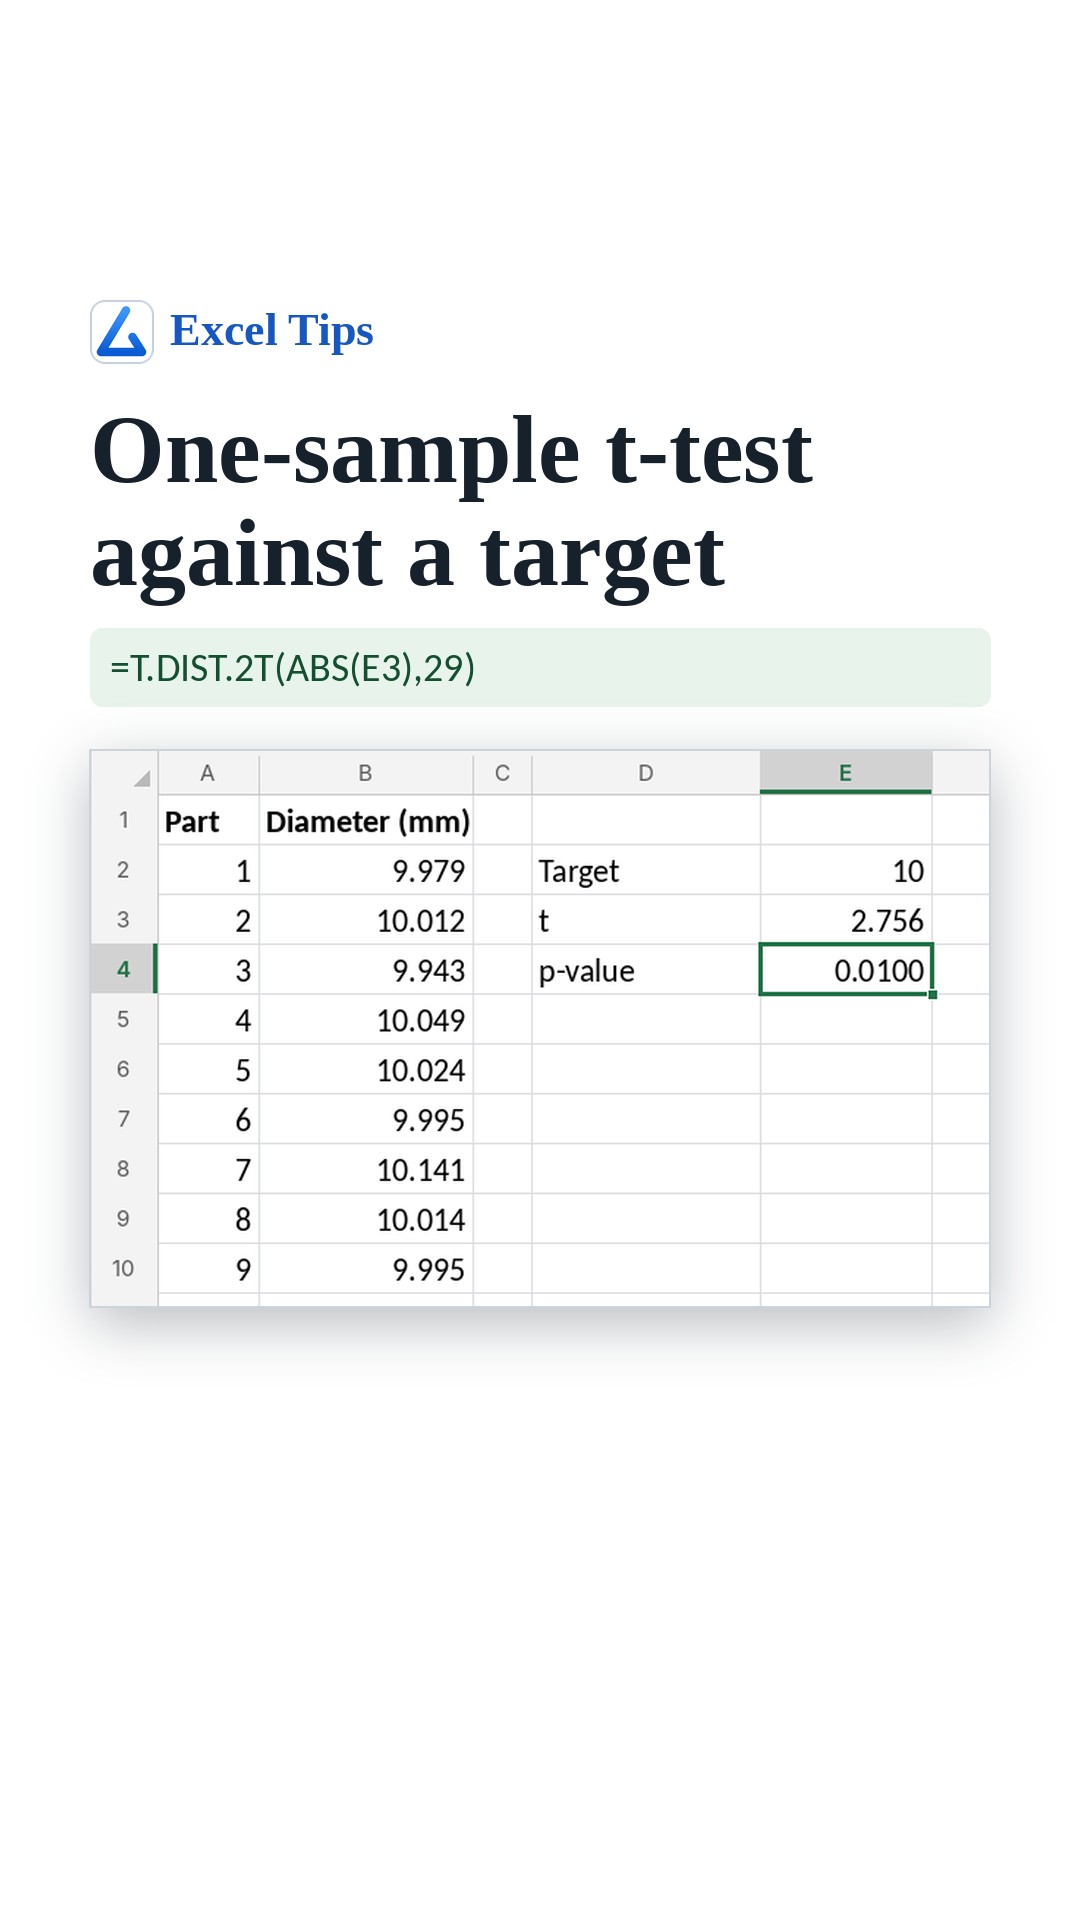 Excel Tips
One-sample t-test
against a target
=T.DIST.2T(ABS(E3),29)
A B C D E
1 Part Diameter (mm)
2 1 9.979 Target 10
3 2 10.012 t 2.756
4 3 9.943 p-value 0.0100
5 4 10.049
6 5 10.024
7 6 9.995
8 7 10.141
9 8 10.014
10 9 9.995